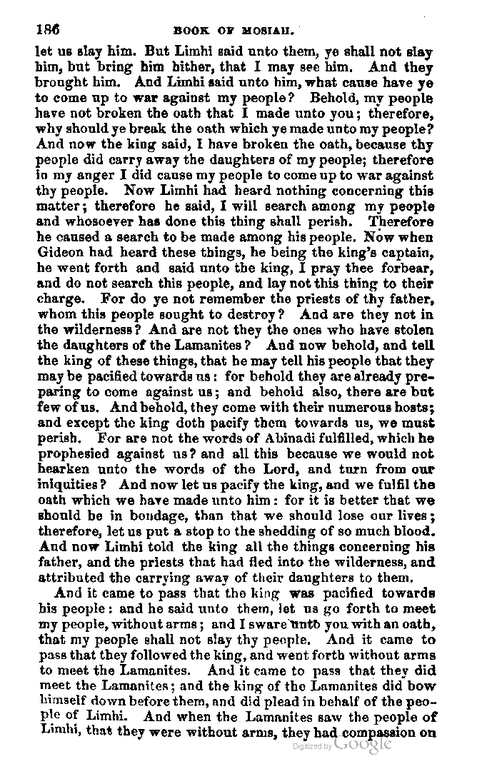 186 BOOK OF MOSIAH.
let us slay him. But Limhi said unto them, ye shall not slay
him, but bring him hither, that I may see him. And they
brought him. And Limhi said unto him, what cause have ye
to come up to war against my people? Behold, my people
have not broken the oath that I made unto you; therefore,
why should ye break the oath which ye made unto my people?
And now the king said, I have broken the oath, because thy
people did carry away the daughters of my people; therefore
in my anger I did cause my people to come up to war against
thy people. Now Limhi had heard nothing concerning this
matter; therefore he said, I will search among my people
and whosoever has done this thing shall perish. Therefore
he caused a search to be made among his people. Now when
Gideon had heard these things, he being the king's captain,
he went forth and said unto the king, I pray thee forbear,
and do not search this people, and lay not this thing to their
charge. For do ye not remember the priests of thy father,
whom this people sought to destroy? And are they not in
the wilderness? And are not they the ones who have stolen
the daughters of the Lamanites? And now behold, and tell
the king of these things, that he may tell his people that they
may be pacified towards us: for behold they are already pre-
paring to come against us; and behold also, there are but
few of us. And behold, they come with their numerous hosts;
and except the king doth pacify them towards us, we must
perish. For are not the words of Abinadi fulfilled, which he
prophesied against us? and all this because we would not
hearken unto the words of the Lord, and turn from our
iniquities? And now let us pacify the king, and we fulfil the
oath which we have made unto him: for it is better that we
should be in bondage, than that we should lose our lives;
therefore, let us put a stop to the shedding of so much blood.
And now Limhi told the king all the things concerning his
father, and the priests that had fled into the wilderness, and
attributed the carrying away of their daughters to them.
And it came to pass that the king was pacified towards
his people: and he said unto them, let us go forth to meet
my people, without arms; and I sware unto you with an oath,
that my people shall not slay thy people. And it came to
pass that they followed the king, and went forth without arms
to meet the Lamanites. And it came to pass that they did
meet the Lamanites; and the king of the Lamanites did bow
himself down before them, and did plead in behalf of the peo-
ple of Limhi. And when the Lamanites saw the people of
Limhi, that they were without arms, they had compassion on
Digitized by Google